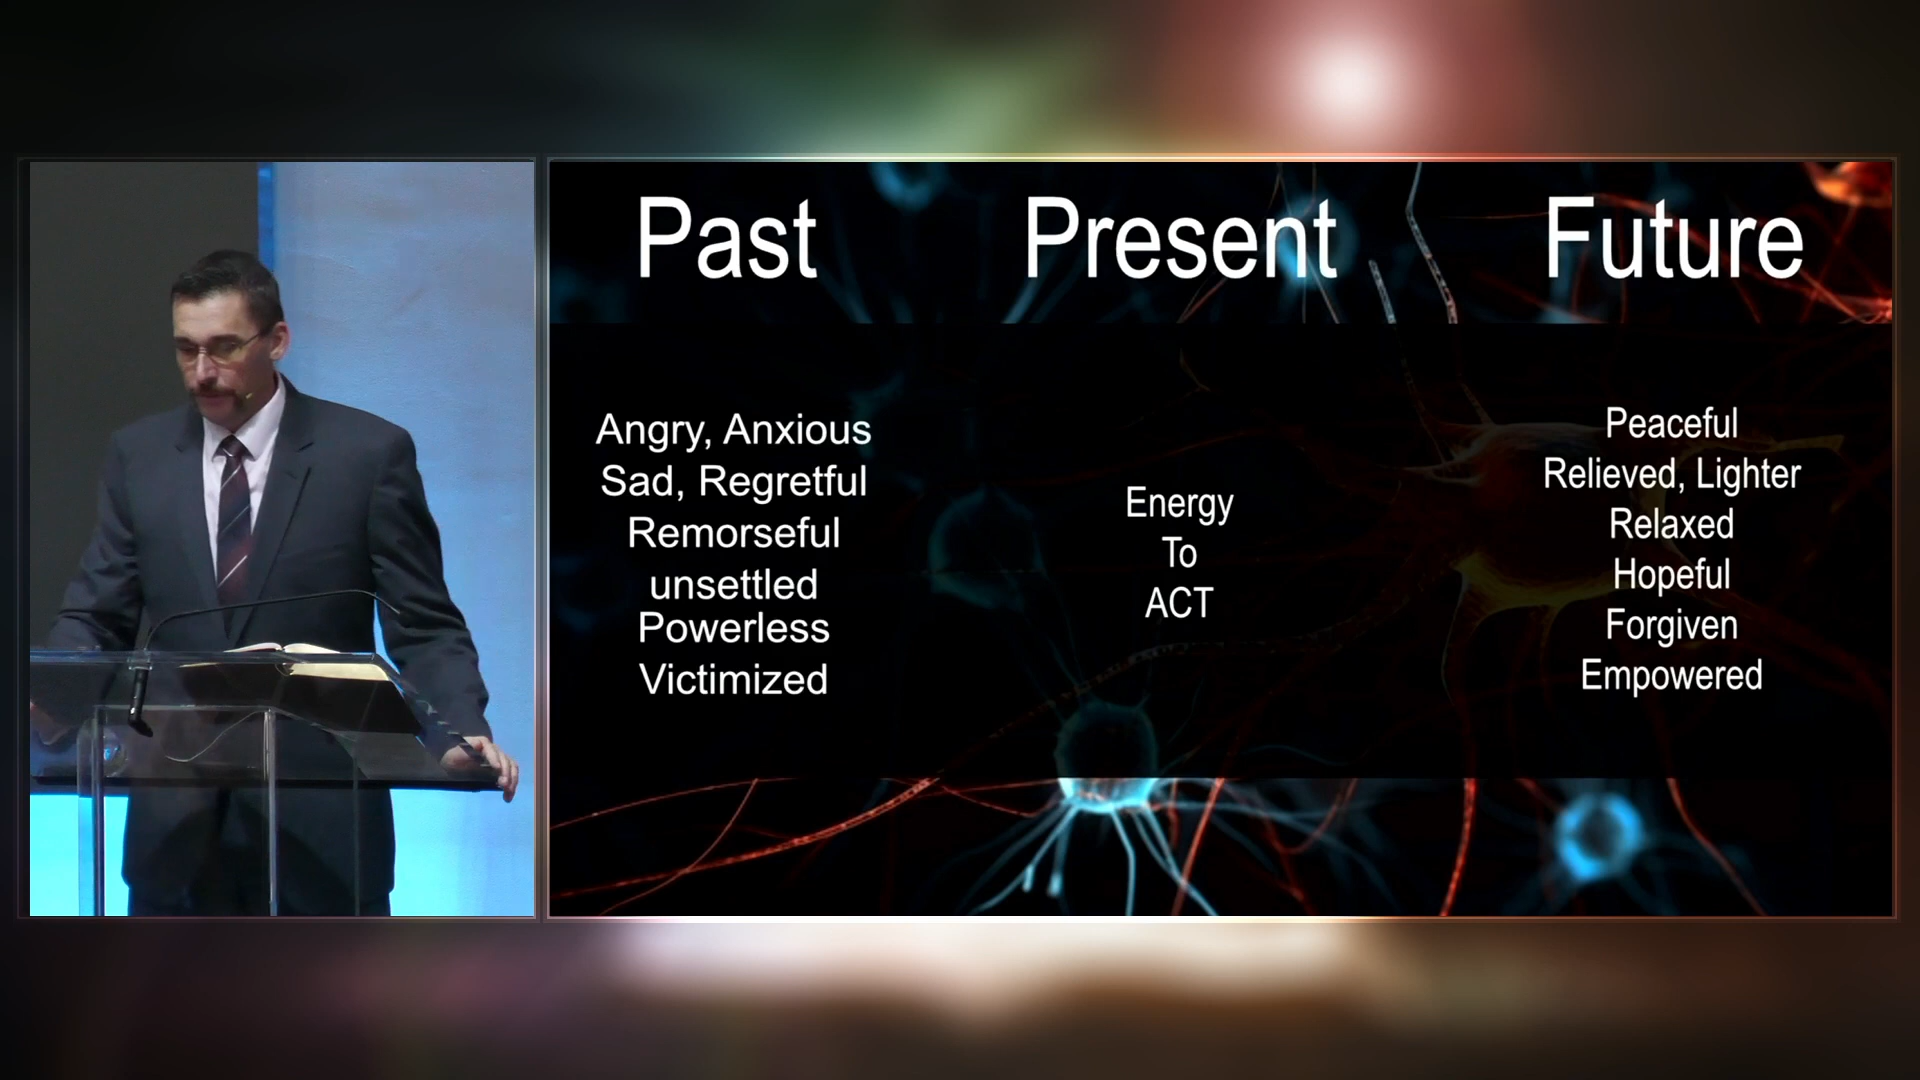 Past
Present
Future
Angry, Anxious
Sad, Regretful
Remorseful
unsettled
Powerless
Victimized
Energy
To
ACT
Peaceful
Relieved, Lighter
Relaxed
Hopeful
Forgiven
Empowered